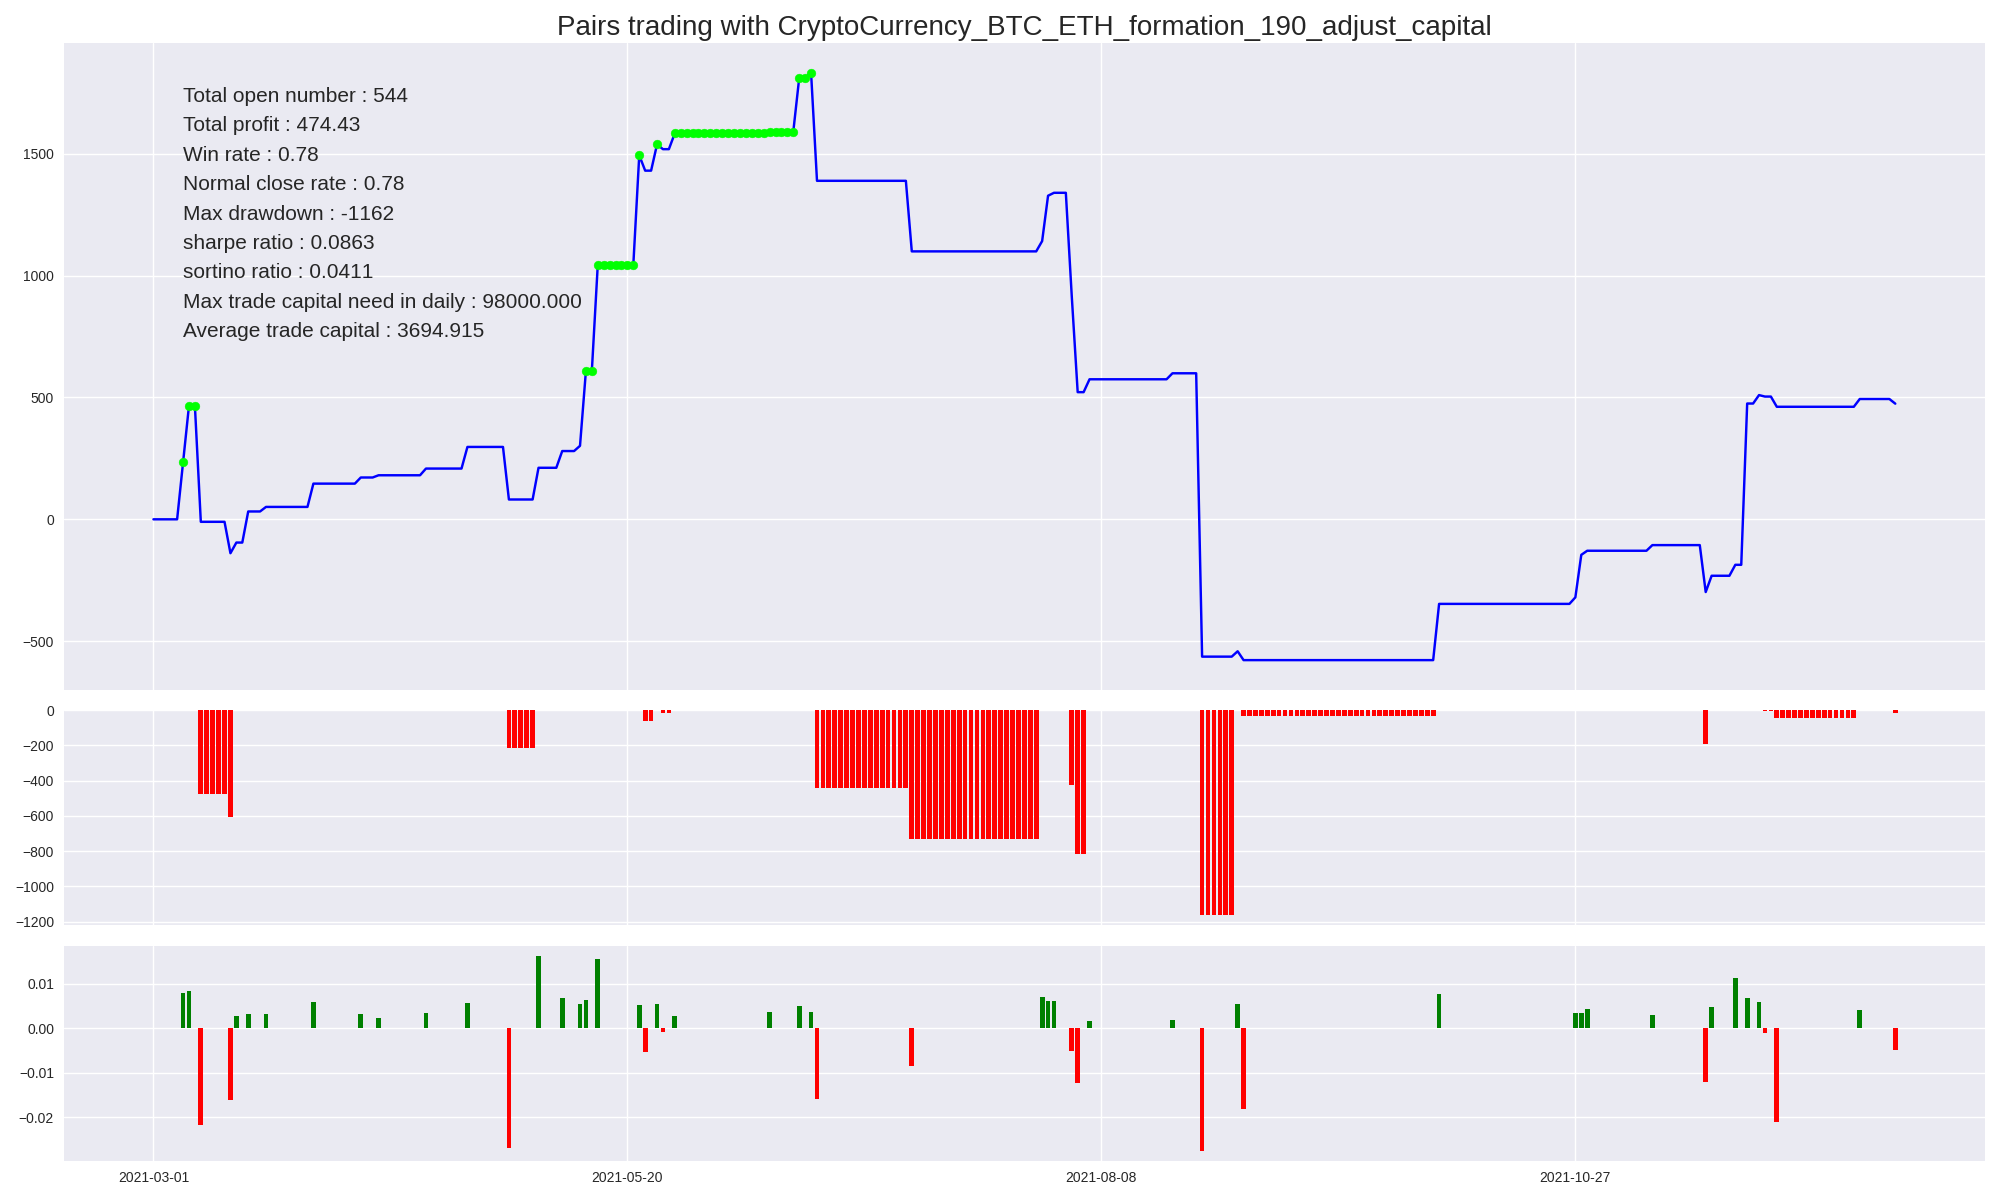 Pairs trading with CryptoCurrency_BTC_ETH_formation_190_adjust_capital
Total open number : 544
Total profit : 474.43
Win rate : 0.78
Normal close rate : 0.78
Max drawdown : -1162
sharpe ratio : 0.0863
sortino ratio : 0.0411
Max trade capital need in daily : 98000.000
Average trade capital : 3694.915
1500
1000
500
0
−500
0
−200
−400
−600
−800
−1000
−1200
0.01
0.00
−0.01
−0.02
2021-03-01
2021-05-20
2021-08-08
2021-10-27